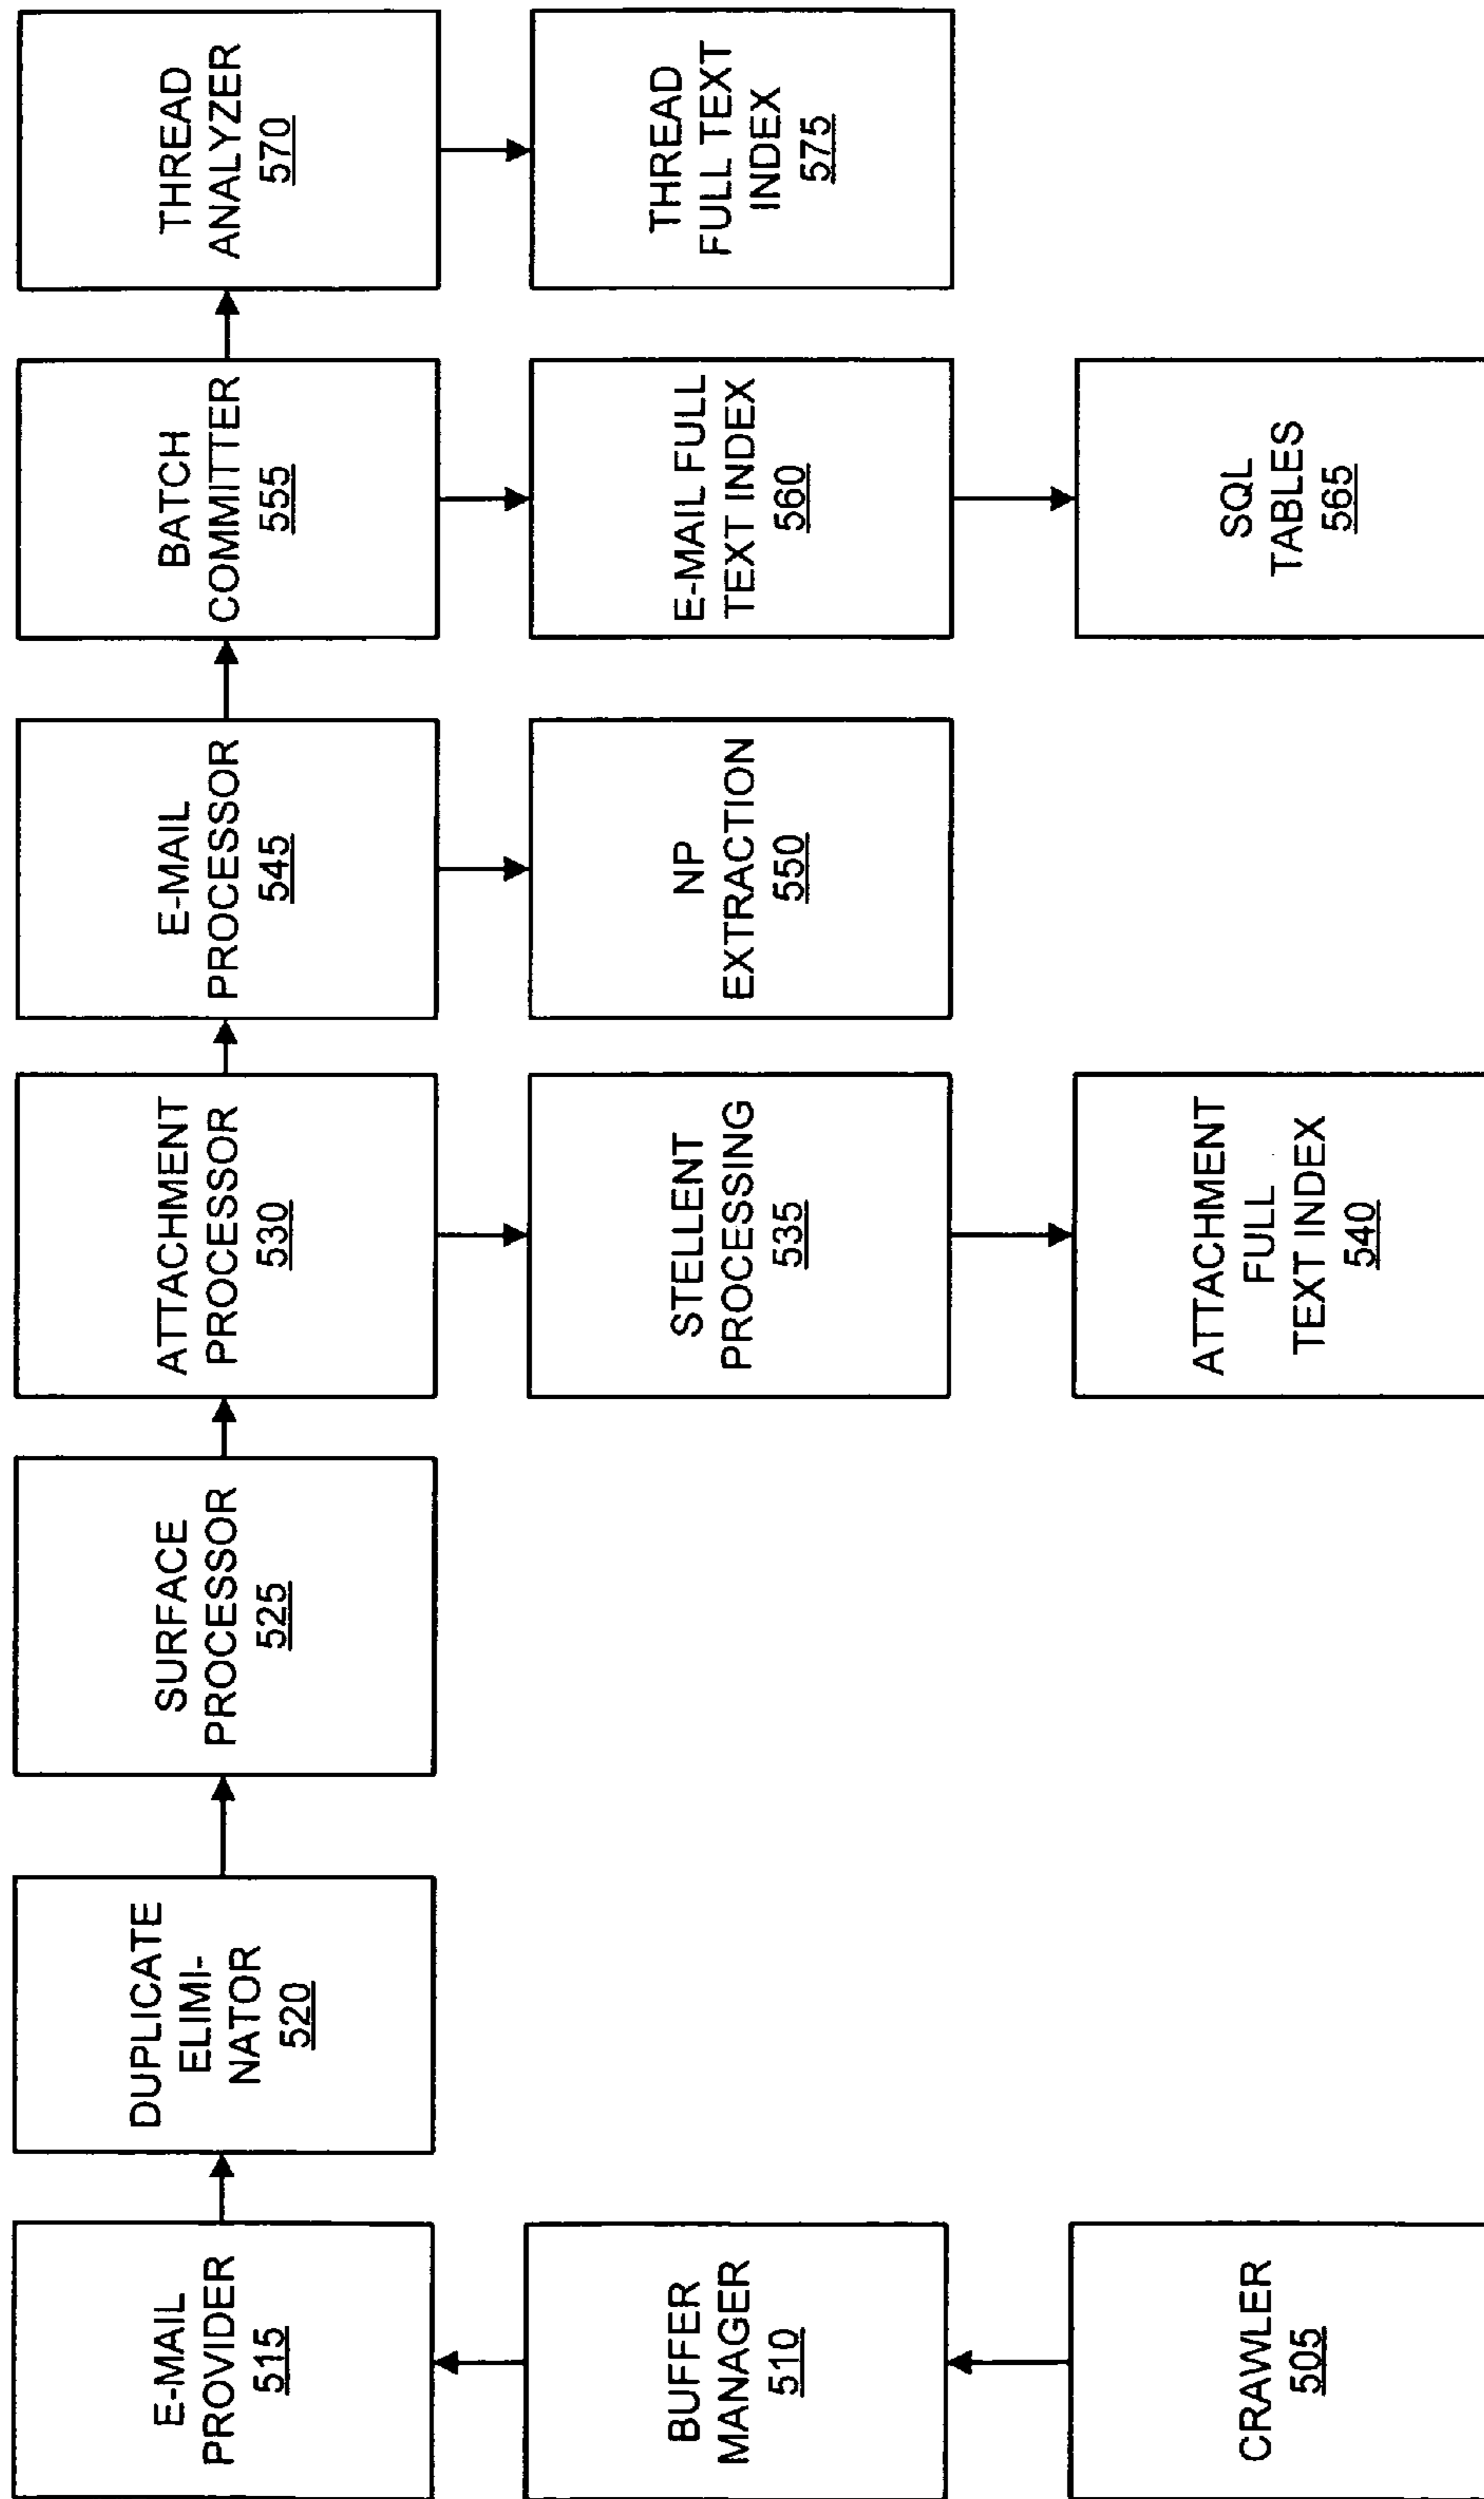 E-MAIL
PROVIDER
515
DUPLICATE
ELIMI-
NATOR
520
SURFACE
PROCESSOR
525
ATTACHMENT
PROCESSOR
530
E-MAIL
PROCESSOR
545
BATCH
COMMITTER
555
THREAD
ANALYZER
570
BUFFER
MANAGER
510
STELLENT
PROCESSING
535
NP
EXTRACTION
550
E-MAIL FULL
TEXT INDEX
560
THREAD
FULL TEXT
INDEX
575
CRAWLER
505
ATTACHMENT
FULL
TEXT INDEX
540
SQL
TABLES
565